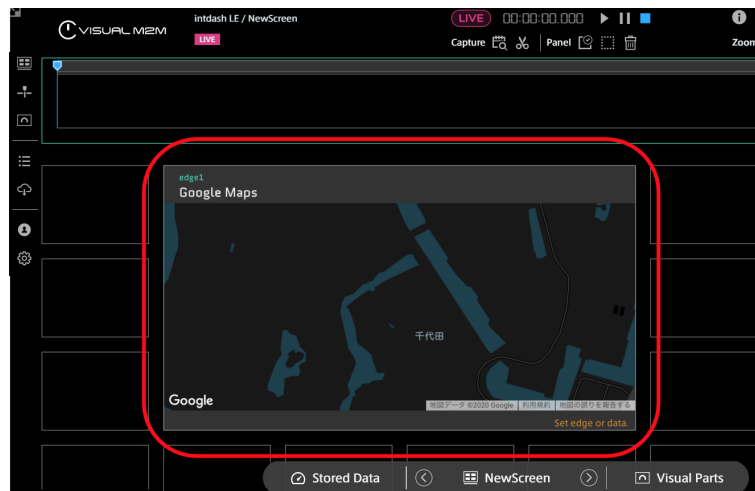 VISUAL M2M
intdash LE / NewScreen
LIVE
LIVE 00:00:00.000
Capture
Panel
Zoom
edge1
Google Maps
千代田
Google
地図データ ©2020 Google 利用規約 地図の誤りを報告する
Set edge or data.
Stored Data
NewScreen
Visual Parts